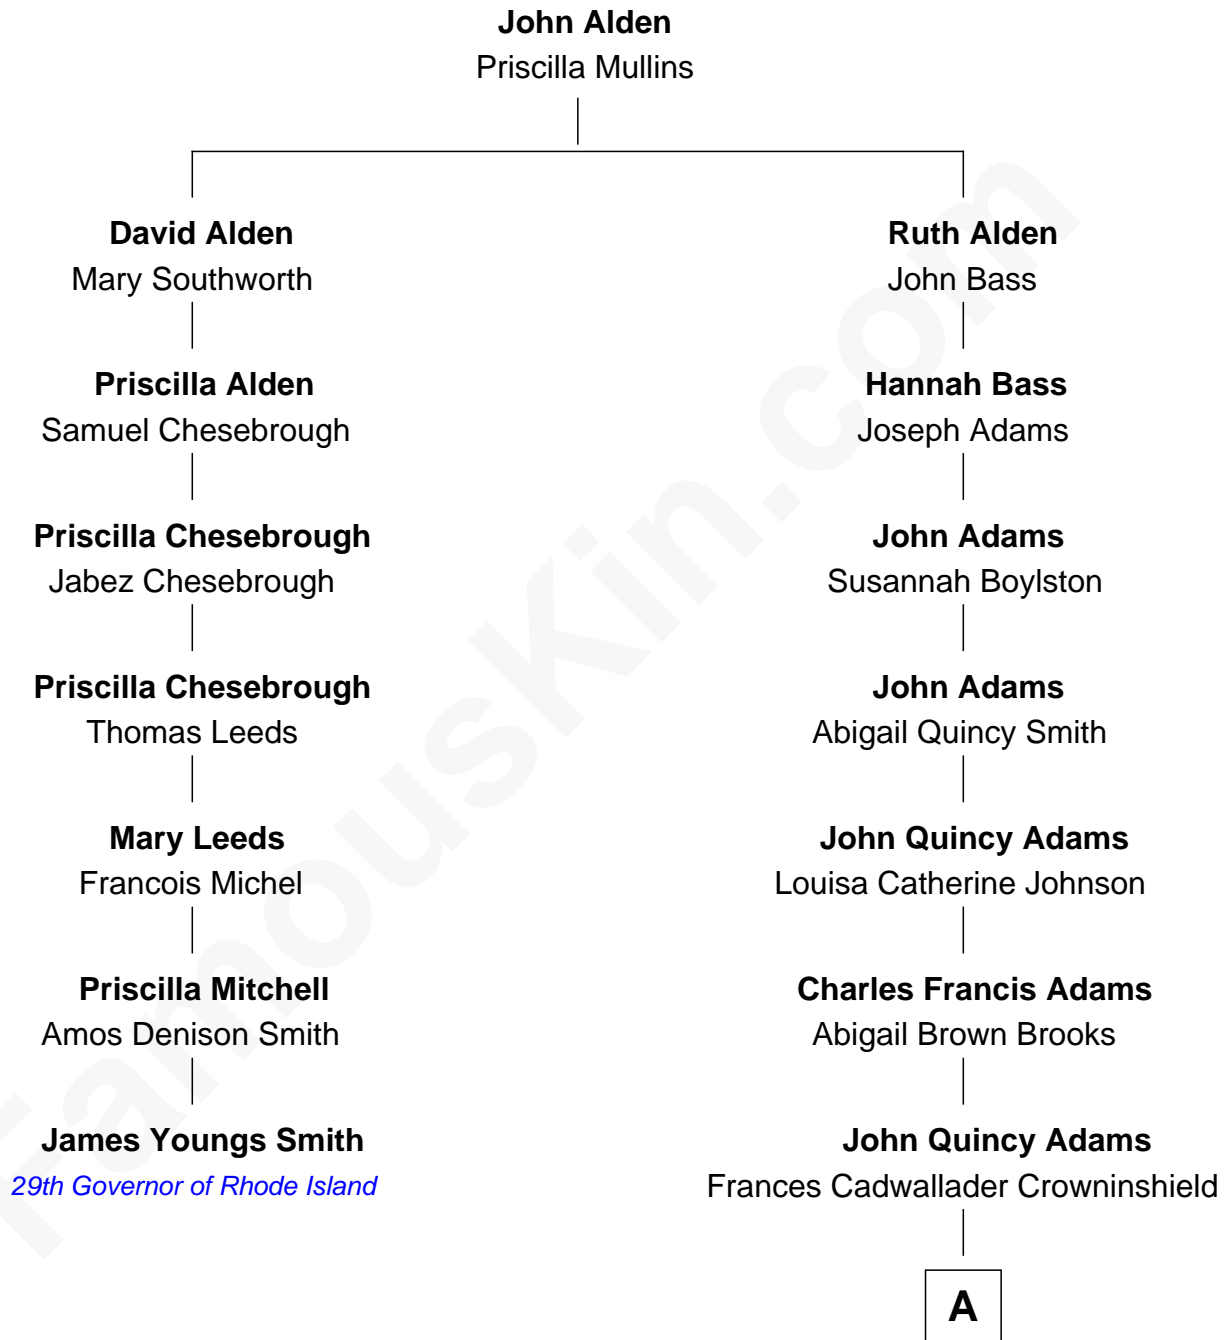 John Alden
Priscilla Mullins
David Alden
Mary Southworth
Ruth Alden
John Bass
Priscilla Alden
Samuel Chesebrough
Hannah Bass
Joseph Adams
Priscilla Chesebrough
Jabez Chesebrough
John Adams
Susannah Boylston
Priscilla Chesebrough
Thomas Leeds
John Adams
Abigail Quincy Smith
Mary Leeds
Francois Michel
John Quincy Adams
Louisa Catherine Johnson
Priscilla Mitchell
Amos Denison Smith
Charles Francis Adams
Abigail Brown Brooks
James Youngs Smith
29th Governor of Rhode Island
John Quincy Adams
Frances Cadwallader Crowninshield
A
FamousKin.com